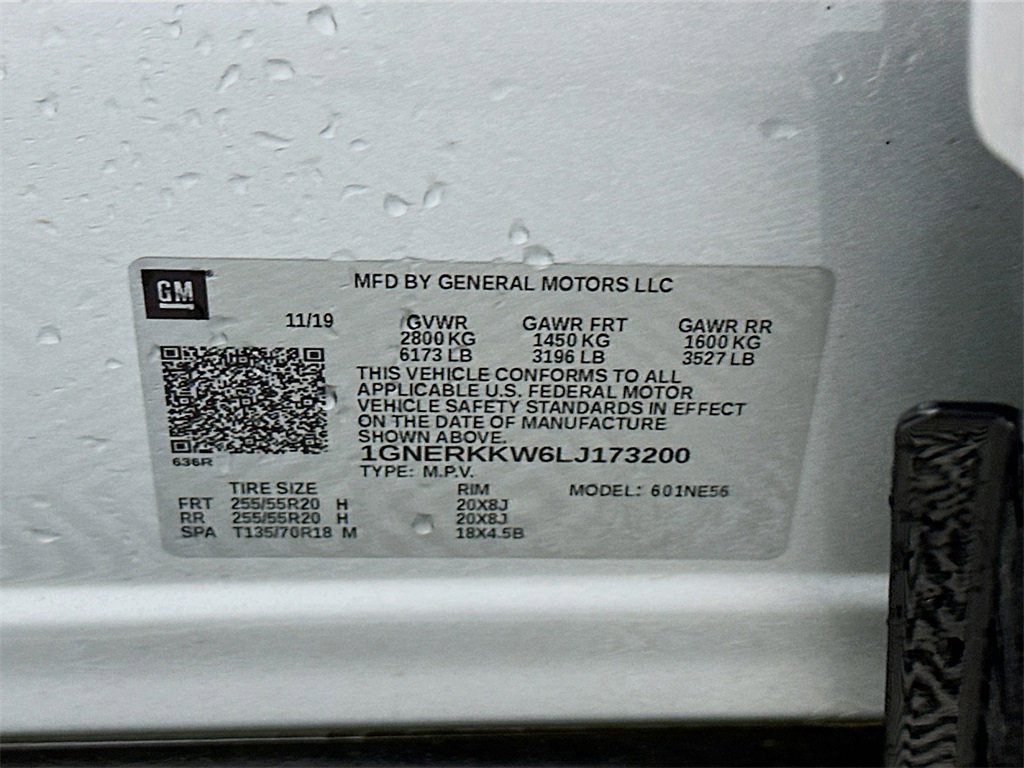 GM
MFD BY GENERAL MOTORS LLC
11/19 GVWR GAWR FRT GAWR RR
2800 KG 1450 KG 1600 KG
6173 LB 3196 LB 3527 LB
THIS VEHICLE CONFORMS TO ALL
APPLICABLE U.S. FEDERAL MOTOR
VEHICLE SAFETY STANDARDS IN EFFECT
ON THE DATE OF MANUFACTURE
SHOWN ABOVE.
1GNERKKW6LJ173200
636R
TYPE: M.P.V.
TIRE SIZE RIM MODEL: 601NE56
FRT 255/55R20 H 20X8J
RR 255/55R20 H 20X8J
SPA T135/70R18 M 18X4.5B